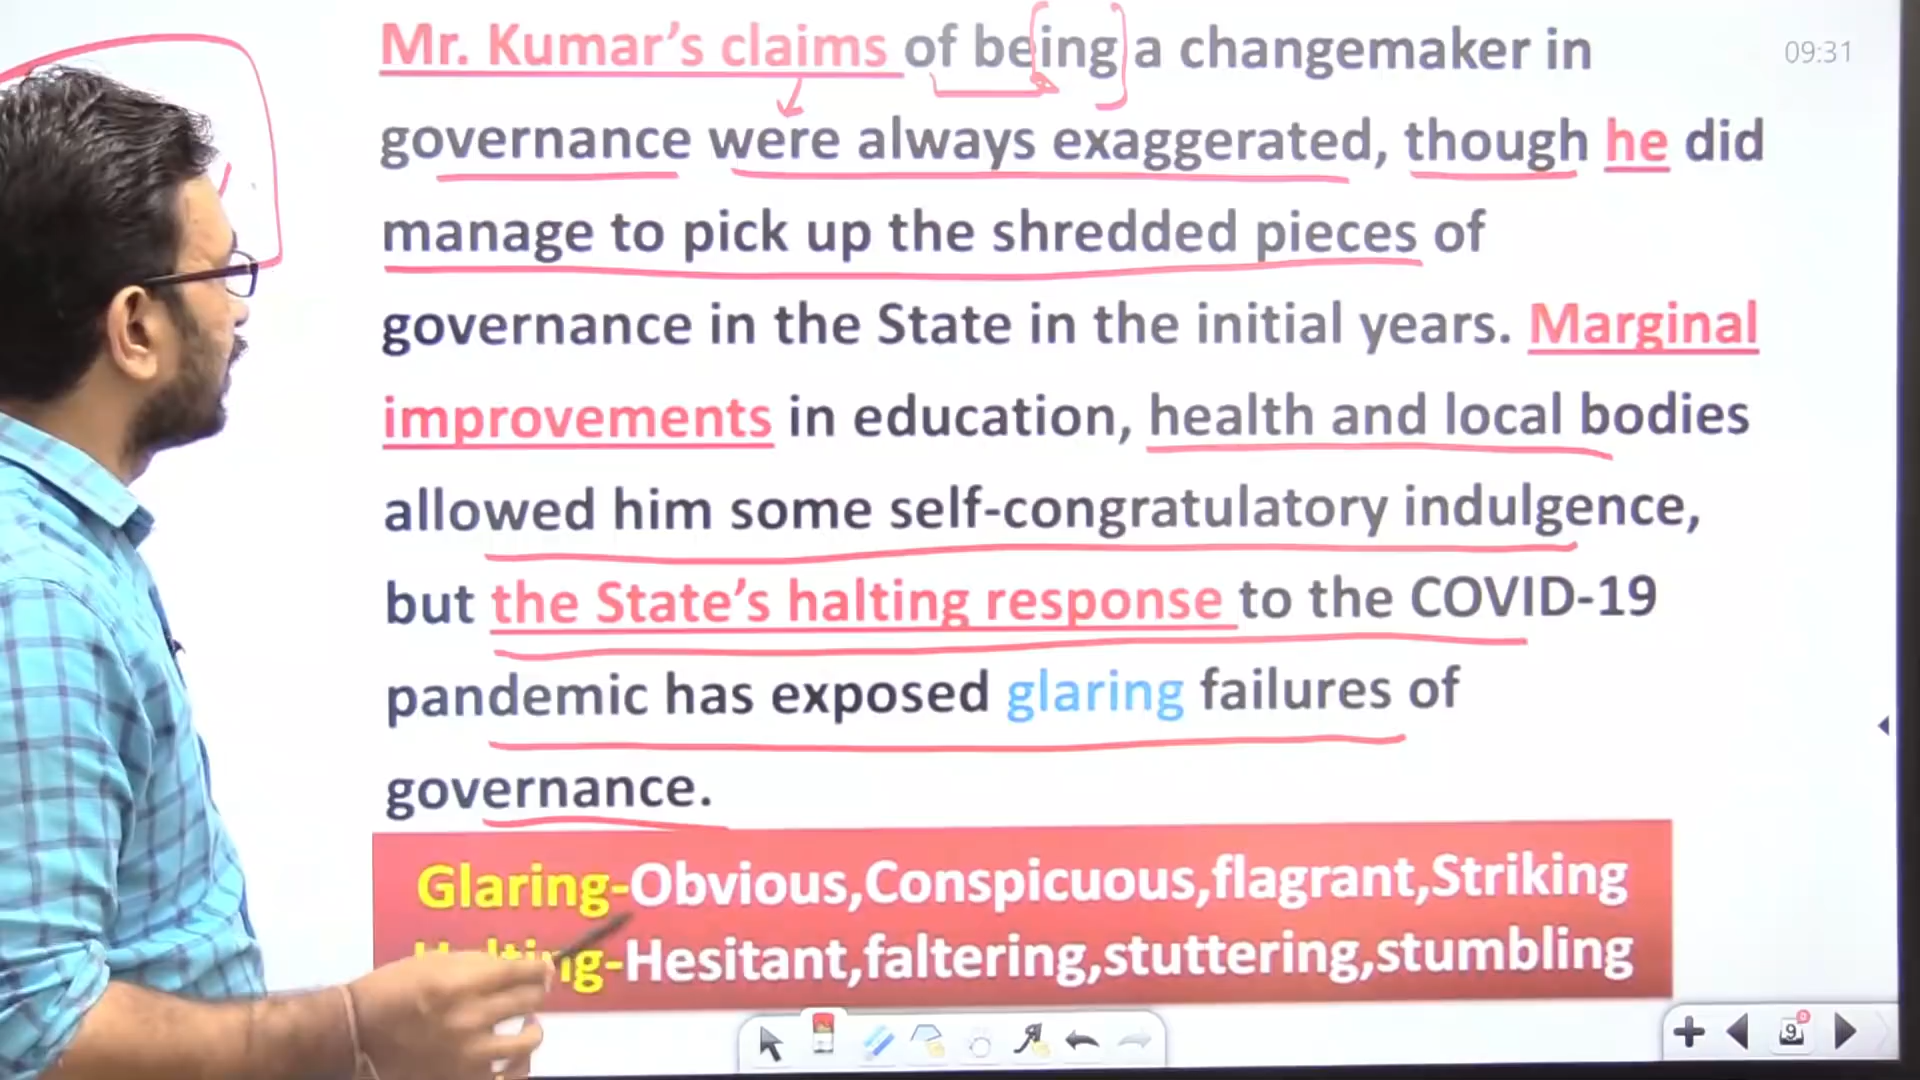 Mr. Kumar's claims of being a changemaker in
09:31
governance were always exaggerated, though he did
manage to pick up the shredded pieces of
governance in the State in the initial years. Marginal
improvements in education, health and local bodies
allowed him some self-congratulatory indulgence,
but the State's halting response to the COVID-19
pandemic has exposed glaring failures of
governance.
Glaring-Obvious,Conspicuous,flagrant,Striking
Halting-Hesitant,faltering,stuttering,stumbling
9